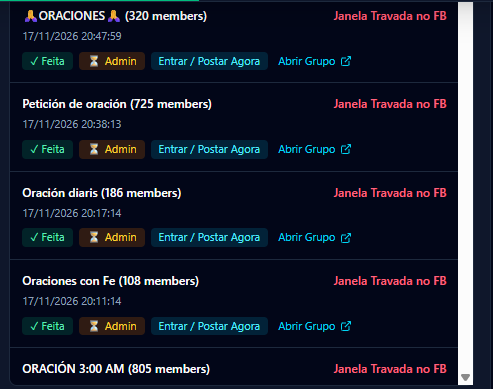 🙏ORACIONES🙏 (320 members) Janela Travada no FB
17/11/2026 20:47:59
✓ Feita ⏳ Admin Entrar / Postar Agora Abrir Grupo
Petición de oración (725 members) Janela Travada no FB
17/11/2026 20:38:13
✓ Feita ⏳ Admin Entrar / Postar Agora Abrir Grupo
Oración diaris (186 members) Janela Travada no FB
17/11/2026 20:17:14
✓ Feita ⏳ Admin Entrar / Postar Agora Abrir Grupo
Oraciones con Fe (108 members) Janela Travada no FB
17/11/2026 20:11:14
✓ Feita ⏳ Admin Entrar / Postar Agora Abrir Grupo
ORACIÓN 3:00 AM (805 members) Janela Travada no FB